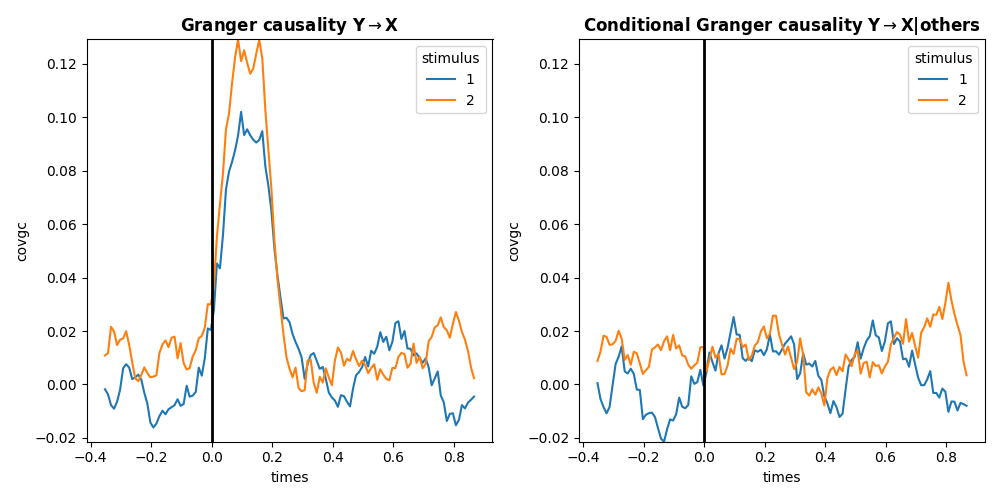 Granger causality Y→X
covgc
0.12
0.10
0.08
0.06
0.04
0.02
0.00
−0.02
−0.4 −0.2 0.0 0.2 0.4 0.6 0.8
times
stimulus
1
2
Conditional Granger causality Y→X|others
covgc
0.12
0.10
0.08
0.06
0.04
0.02
0.00
−0.02
−0.4 −0.2 0.0 0.2 0.4 0.6 0.8
times
stimulus
1
2